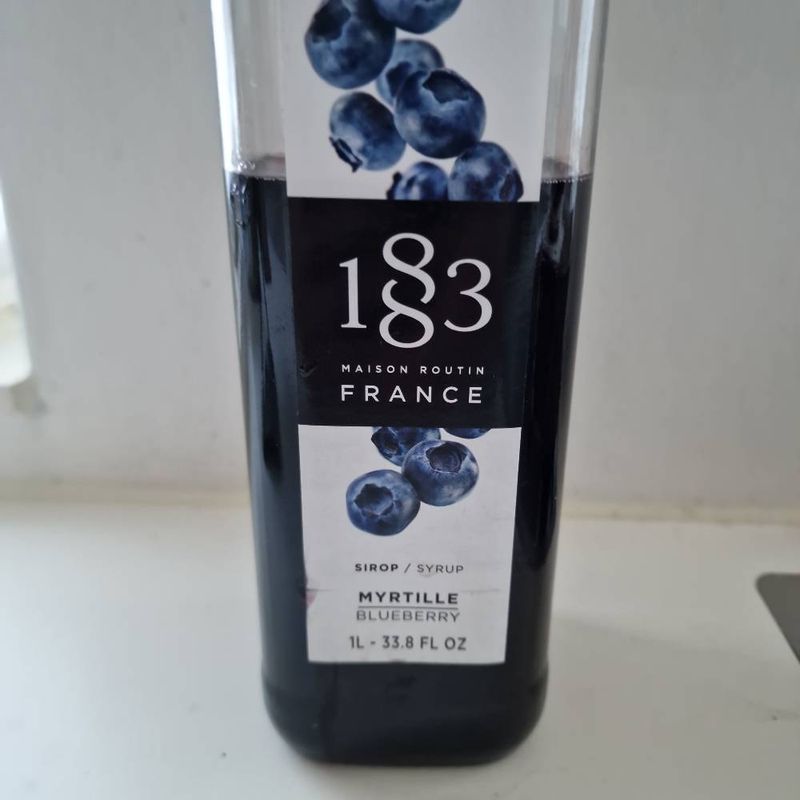 1883
MAISON ROUTIN
FRANCE
SIROP / SYRUP
MYRTILLE
BLUEBERRY
1L - 33.8 FL OZ